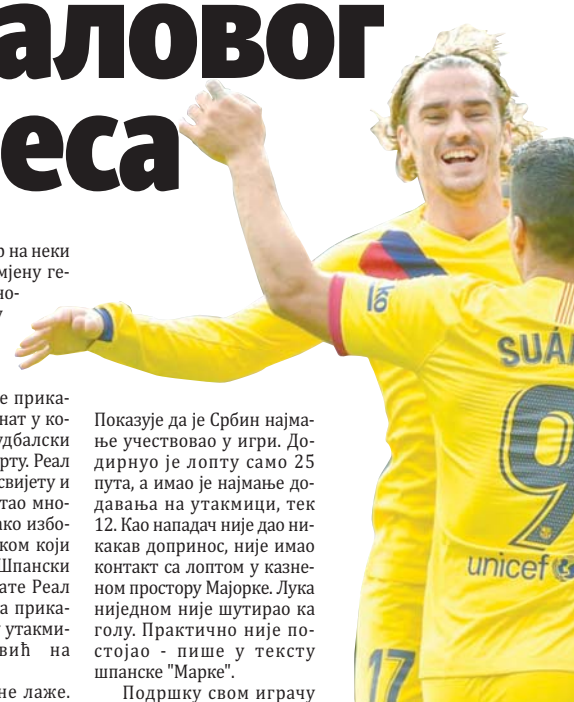 аловог
еса
р на неки
мјену ге-
но-
у
е прика-
нат у ко-
удбалски
рту. Реал
свијету и
тао мно-
ако избо-
ком који
Шпански
ате Реал
а прика-
у утакми-
вић на
не лаже.
Показује да је Србин најма-
ње учествовао у игри. До-
дирнуо је лопту само 25
пута, а имао је најмање до-
давања на утакмици, тек
12. Као нападач није дао ни-
какав допринос, није имао
контакт са лоптом у казне-
ном простору Мајорке. Лука
ниједном није шутирао ка
голу. Практично није по-
стојао - пише у тексту
шпанске "Марке".
Подршку свом играчу
SUÁ
9
unicef
17